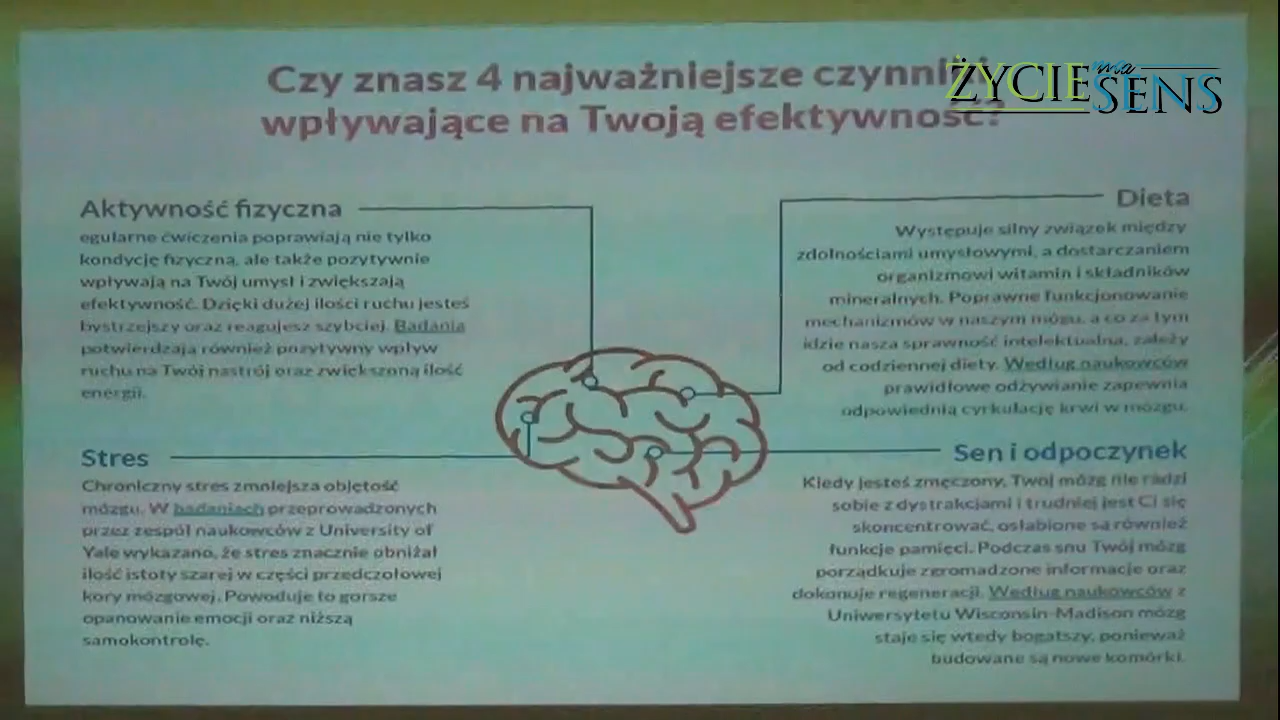 Czy znasz 4 najważniejsze czynniki
wpływające na Twoją efektywność?
ŻYCIE ma SENS
Aktywność fizyczna
egularne ćwiczenia poprawiają nie tylko
kondycję fizyczną, ale także pozytywnie
wpływają na Twój umysł i zwiększają
efektywność. Dzięki dużej ilości ruchu jesteś
bystrzejszy oraz reagujesz szybciej. Badania
potwierdzają również pozytywny wpływ
ruchu na Twój nastrój oraz zwiększoną ilość
energii.
Dieta
Występuje silny związek między
zdolnościami umysłowymi, a dostarczaniem
organizmowi witamin i składników
mineralnych. Poprawne funkcjonowanie
mechanizmów w naszym mógu, a co za tym
idzie nasza sprawność intelektualna, zależy
od codziennej diety. Według naukowców
prawidłowe odżywianie zapewnia
odpowiednią cyrkulację krwi w mózgu.
Stres
Chroniczny stres zmniejsza objętość
mózgu. W badaniach przeprowadzonych
przez zespół naukowców z University of
Yale wykazano, że stres znacznie obniżał
ilość istoty szarej w części przedczołowej
kory mózgowej. Powoduje to gorsze
opanowanie emocji oraz niższą
samokontrolę.
Sen i odpoczynek
Kiedy jesteś zmęczony, Twój mózg nie radzi
sobie z dystrakcjami i trudniej jest Ci się
skoncentrować, osłabione są również
funkcje pamięci. Podczas snu Twój mózg
porządkuje zgromadzone informacje oraz
dokonuje regeneracji. Według naukowców z
Uniwersytetu Wisconsin-Madison mózg
staje się wtedy bogatszy, ponieważ
budowane są nowe komórki.